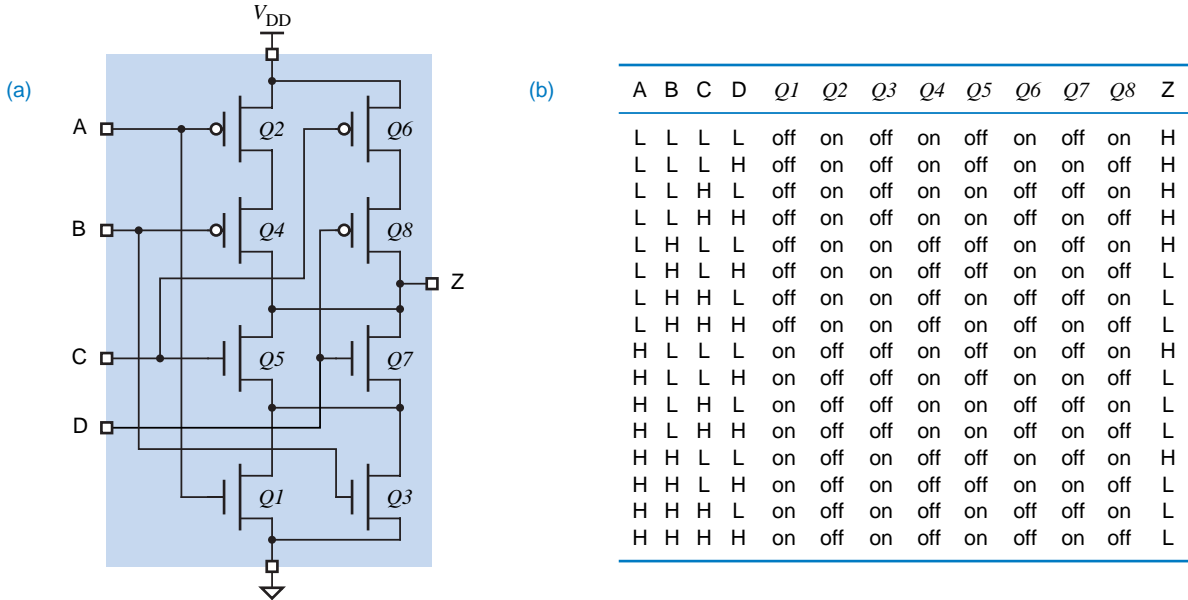 V_DD
(a)
A
Q2
Q6
B
Q4
Q8
Z
C
Q5
Q7
D
Q1
Q3
(b)
A B C D Q1 Q2 Q3 Q4 Q5 Q6 Q7 Q8 Z
L L L L off on off on off on off on H
L L L H off on off on off on on off H
L L H L off on off on on off off on H
L L H H off on off on on off on off H
L H L L off on on off off on off on H
L H L H off on on off off on on off L
L H H L off on on off on off off on L
L H H H off on on off on off on off L
H L L L on off off on off on off on H
H L L H on off off on off on on off L
H L H L on off off on on off off on L
H L H H on off off on on off on off L
H H L L on off on off off on off on H
H H L H on off on off off on on off L
H H H L on off on off on off off on L
H H H H on off on off on off on off L